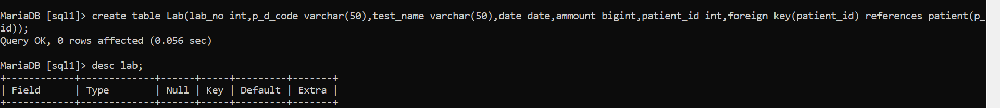 MariaDB [sql1]> create table Lab(lab_no int,p_d_code varchar(50),test_name varchar(50),date date,ammount bigint,patient_id int,foreign key(patient_id) references patient(p_
id));
Query OK, 0 rows affected (0.056 sec)
MariaDB [sql1]> desc lab;
+------------+-------------+------+-----+---------+-------+
| Field      | Type        | Null | Key | Default | Extra |
+------------+-------------+------+-----+---------+-------+